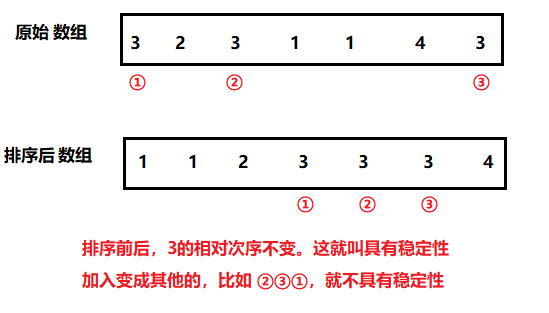 原始 数组
3 2 3 1 1 4 3
① ② ③
排序后 数组
1 1 2 3 3 3 4
① ② ③
排序前后，3的相对次序不变。这就叫具有稳定性
加入变成其他的，比如 ②③①，就不具有稳定性